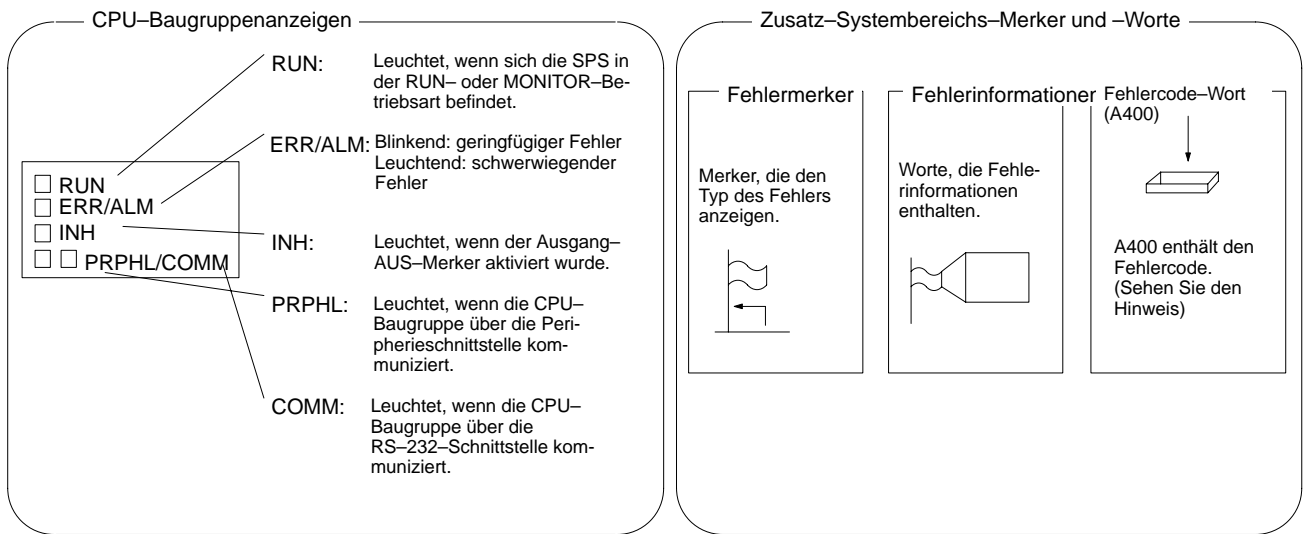 CPU–Baugruppenanzeigen
RUN
ERR/ALM
INH
PRPHL/COMM
RUN:
Leuchtet, wenn sich die SPS in
der RUN– oder MONITOR–Be-
triebsart befindet.
ERR/ALM:
Blinkend: geringfügiger Fehler
Leuchtend: schwerwiegender
Fehler
INH:
Leuchtet, wenn der Ausgang–
AUS–Merker aktiviert wurde.
PRPHL:
Leuchtet, wenn die CPU–
Baugruppe über die Peri-
pherieschnittstelle kom-
muniziert.
COMM:
Leuchtet, wenn die CPU–
Baugruppe über die
RS–232–Schnittstelle kom-
muniziert.
Zusatz–Systembereichs–Merker und –Worte
Fehlermerker
Merker, die den
Typ des Fehlers
anzeigen.
Fehlerinformationer
Worte, die Fehle-
rinformationen
enthalten.
Fehlercode–Wort
(A400)
A400 enthält den
Fehlercode.
(Sehen Sie den
Hinweis)